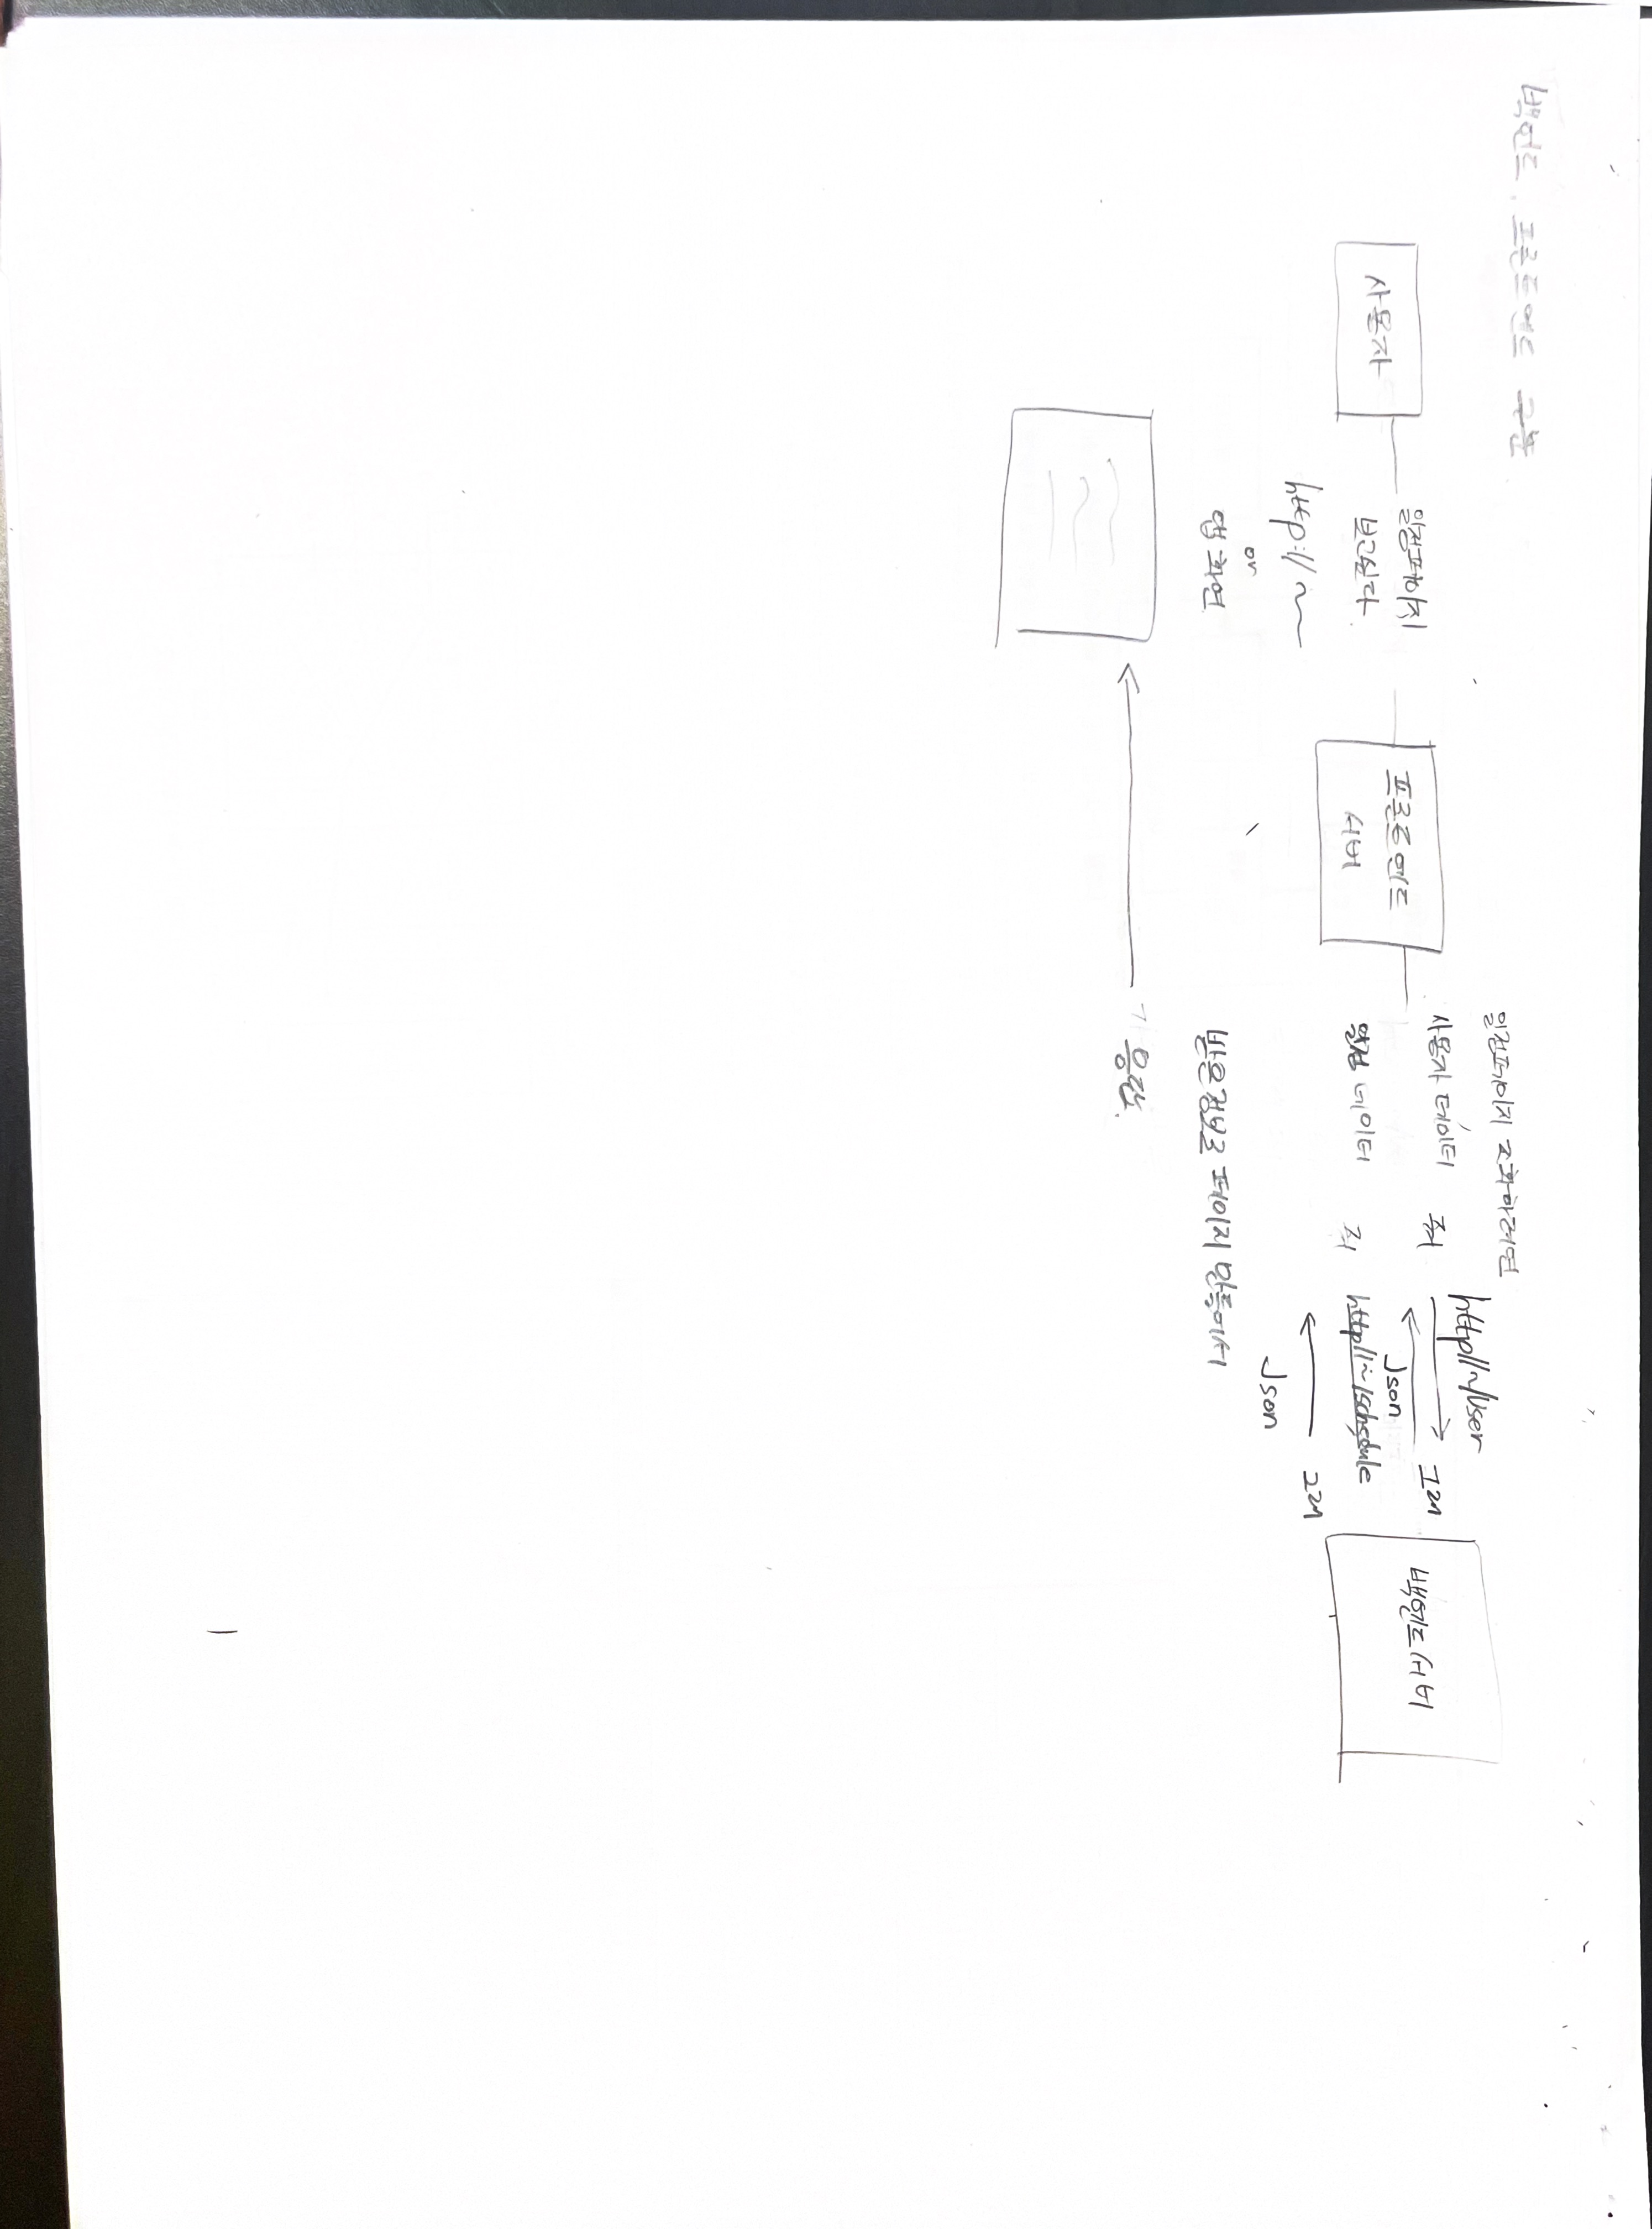 백엔드, 프론트엔드 구분
사용자
일정페이지
보고싶다.
http:// ~
or
앱 화면
프론트엔드
서버
일정페이지 조회하려면
사용자 데이터 줘
http//~/User
그래
Json
일정 데이터 줘
http//~/schedule
그래
Json
백엔드 서버
받은정보로 페이지 만들어서
응답.